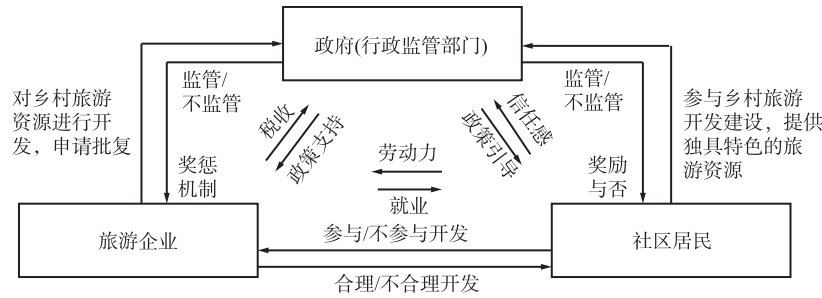 政府(行政监管部门)
对乡村旅游
资源进行开
发，申请批复
监管/
不监管
奖惩
机制
税收
政策支持
信任感
政策引导
监管/
不监管
奖励
与否
参与乡村旅游
开发建设，提供
独具特色的旅
游资源
劳动力
就业
旅游企业
参与/不参与开发
合理/不合理开发
社区居民